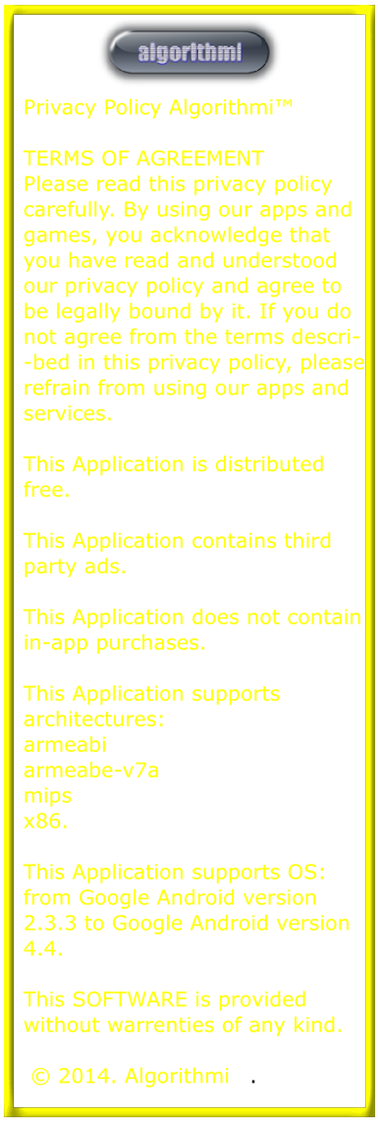 algorithmi
Privacy Policy Algorithmi™
TERMS OF AGREEMENT
Please read this privacy policy
carefully. By using our apps and
games, you acknowledge that
you have read and understood
our privacy policy and agree to
be legally bound by it. If you do
not agree from the terms descri-
-bed in this privacy policy, please
refrain from using our apps and
services.
This Application is distributed
free.
This Application contains third
party ads.
This Application does not contain
in-app purchases.
This Application supports
architectures:
armeabi
armeabe-v7a
mips
x86.
This Application supports OS:
from Google Android version
2.3.3 to Google Android version
4.4.
This SOFTWARE is provided
without warrenties of any kind.
© 2014. Algorithmi .